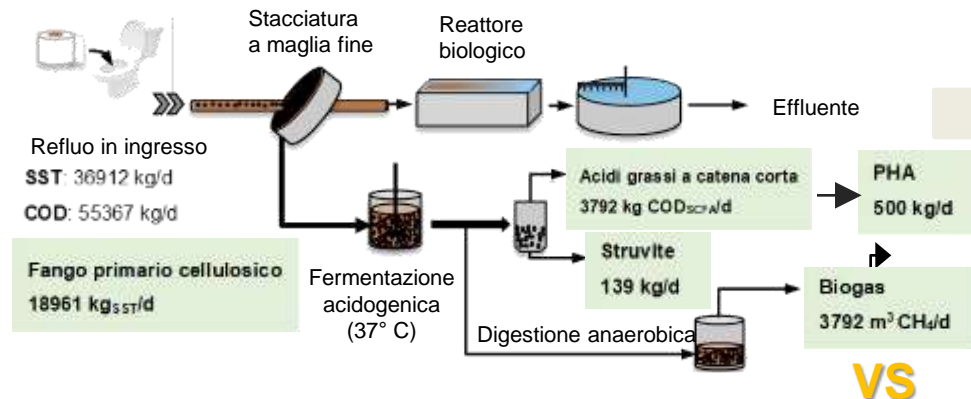 Stacciatura
a maglia fine
Reattore
biologico
Effluente
Refluo in ingresso
SST: 36912 kg/d
COD: 55367 kg/d
Fango primario cellulosico
18961 kgSST/d
Fermentazione
acidogenica
(37° C)
Acidi grassi a catena corta
3792 kg CODSCFA/d
PHA
500 kg/d
Struvite
139 kg/d
Digestione anaerobica
Biogas
3792 m³ CH₄/d
VS